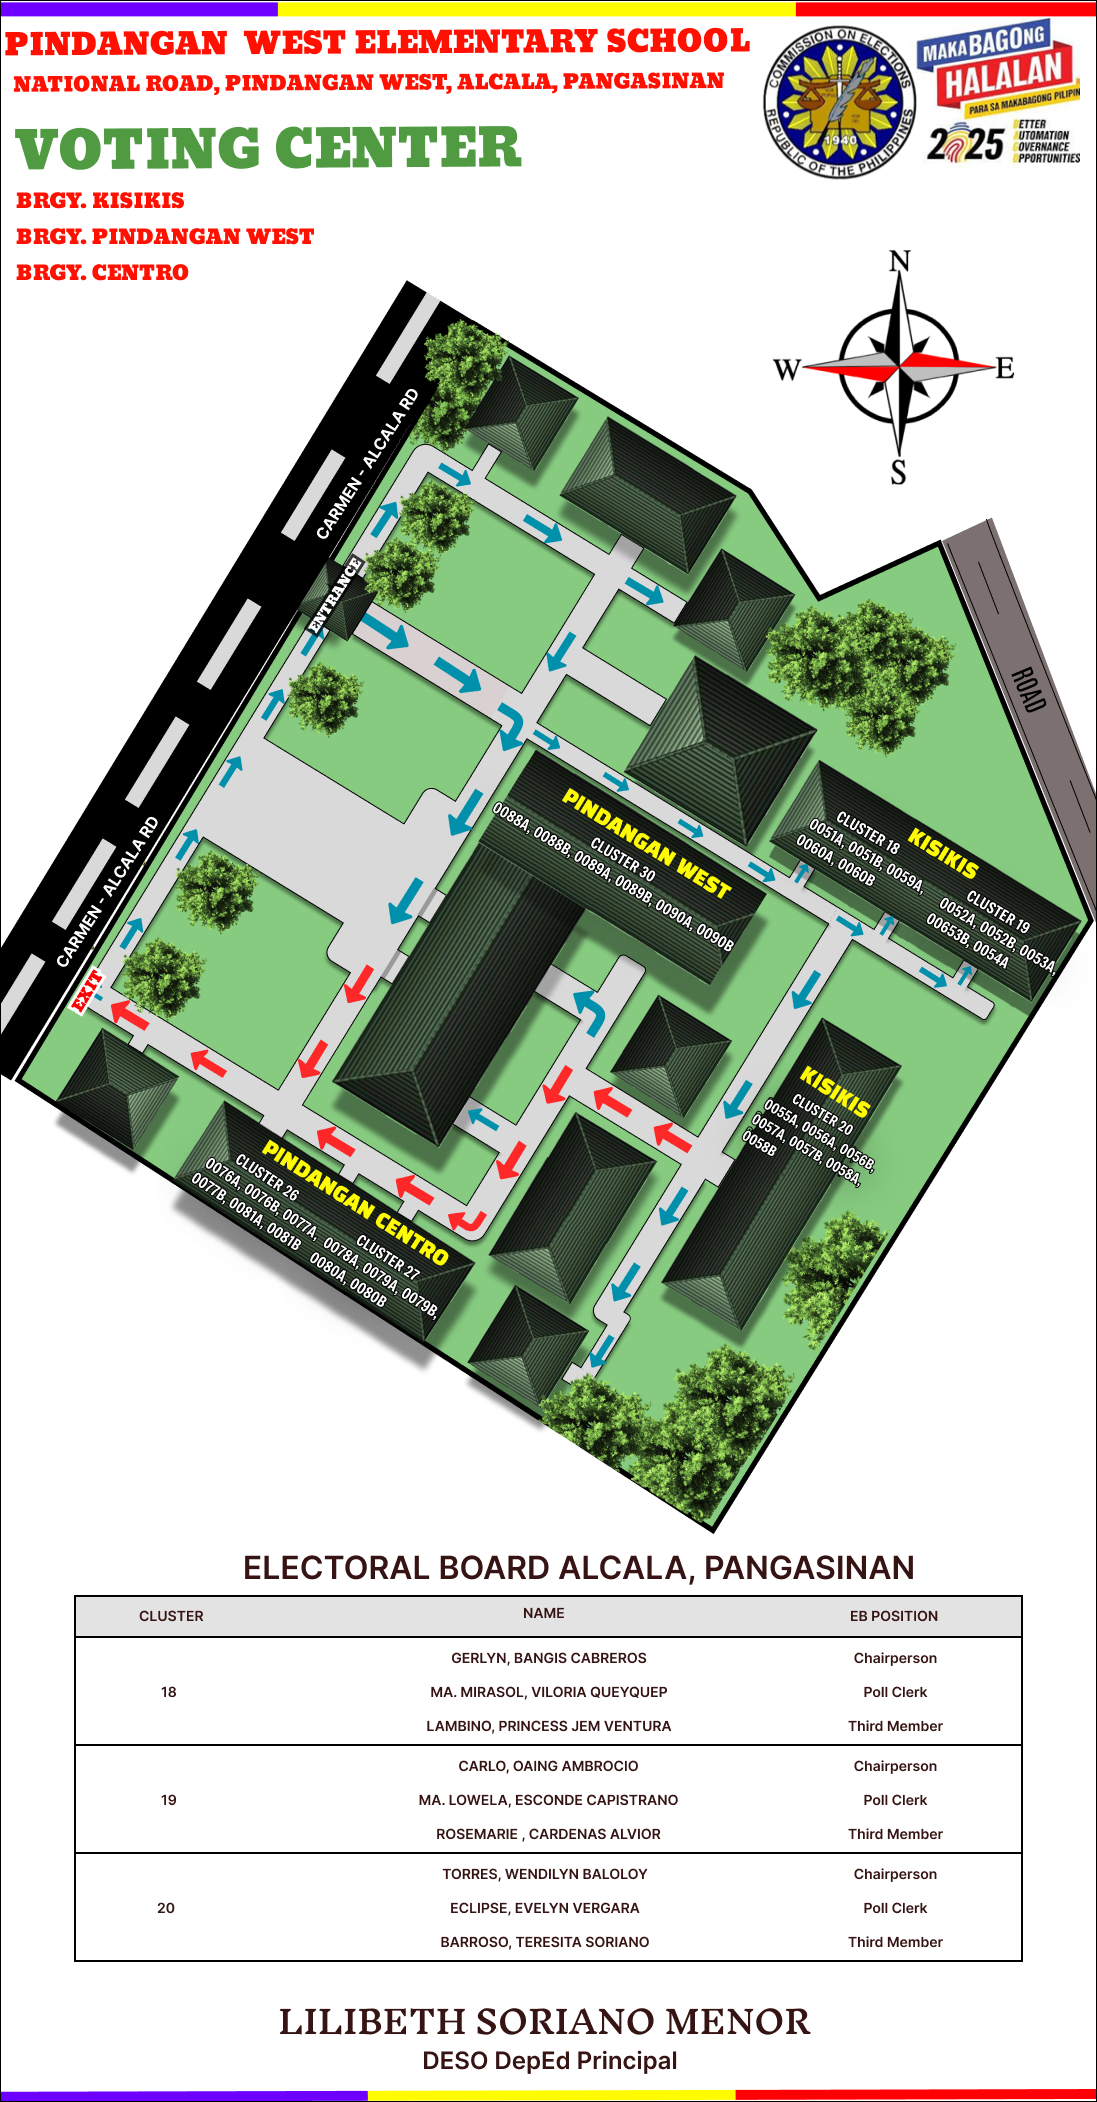 PINDANGAN WEST ELEMENTARY SCHOOL
NATIONAL ROAD, PINDANGAN WEST, ALCALA, PANGASINAN
VOTING CENTER
BRGY. KISIKIS
BRGY. PINDANGAN WEST
BRGY. CENTRO
COMMISSION ON ELECTIONS
1940
REPUBLIC OF THE PHILIPPINES
MAKABAGONG
HALALAN
PARA SA MAKABAGONG PILIPIN
2025
BETTER
AUTOMATION
GOVERNANCE
OPPORTUNITIES
N
W
E
S
CARMEN - ALCALA RD
ENTRANCE
ROAD
CARMEN - ALCALA RD
EXIT
PINDANGAN WEST
CLUSTER 30
0088A, 0088B, 0089A, 0089B, 0090A, 0090B
KISIKIS
CLUSTER 18
0051A, 0051B, 0059A,
0060A, 0060B
CLUSTER 19
0052A, 0052B, 0053A,
00653B, 0054A
KISIKIS
CLUSTER 20
0055A, 0056A, 0056B,
0057A, 0057B, 0058A,
0058B
PINDANGAN CENTRO
CLUSTER 26
0076A, 0076B, 0077A,
0077B, 0081A, 0081B
CLUSTER 27
0078A, 0079A, 0079B,
0080A, 0080B
ELECTORAL BOARD ALCALA, PANGASINAN
CLUSTER NAME EB POSITION
GERLYN, BANGIS CABREROS Chairperson
18 MA. MIRASOL, VILORIA QUEYQUEP Poll Clerk
LAMBINO, PRINCESS JEM VENTURA Third Member
CARLO, OAING AMBROCIO Chairperson
19 MA. LOWELA, ESCONDE CAPISTRANO Poll Clerk
ROSEMARIE , CARDENAS ALVIOR Third Member
TORRES, WENDILYN BALOLOY Chairperson
20 ECLIPSE, EVELYN VERGARA Poll Clerk
BARROSO, TERESITA SORIANO Third Member
LILIBETH SORIANO MENOR
DESO DepEd Principal